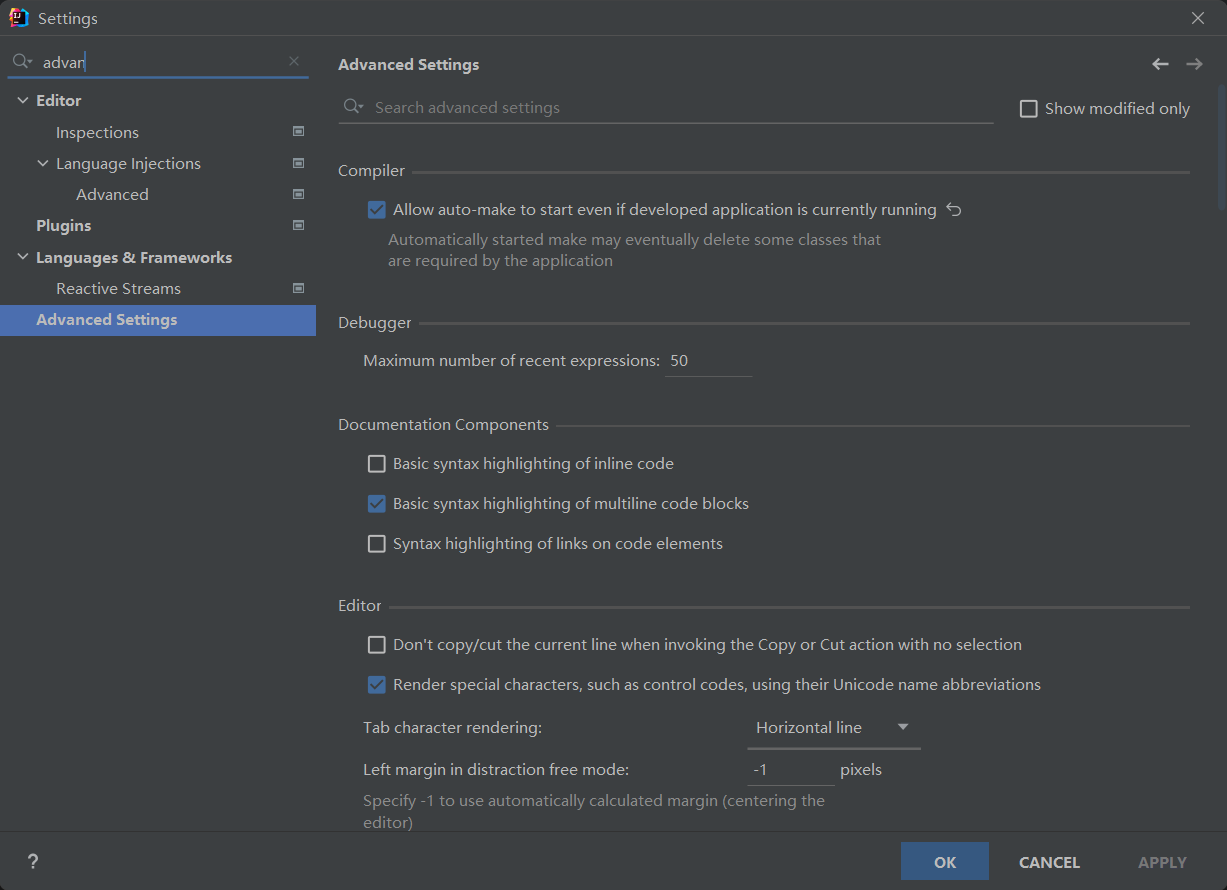 Settings
advan
Editor
Inspections
Language Injections
Advanced
Plugins
Languages & Frameworks
Reactive Streams
Advanced Settings
Advanced Settings
Search advanced settings
Show modified only
Compiler
Allow auto-make to start even if developed application is currently running
Automatically started make may eventually delete some classes that
are required by the application
Debugger
Maximum number of recent expressions: 50
Documentation Components
Basic syntax highlighting of inline code
Basic syntax highlighting of multiline code blocks
Syntax highlighting of links on code elements
Editor
Don't copy/cut the current line when invoking the Copy or Cut action with no selection
Render special characters, such as control codes, using their Unicode name abbreviations
Tab character rendering: Horizontal line
Left margin in distraction free mode: -1 pixels
Specify -1 to use automatically calculated margin (centering the
editor)
? OK CANCEL APPLY